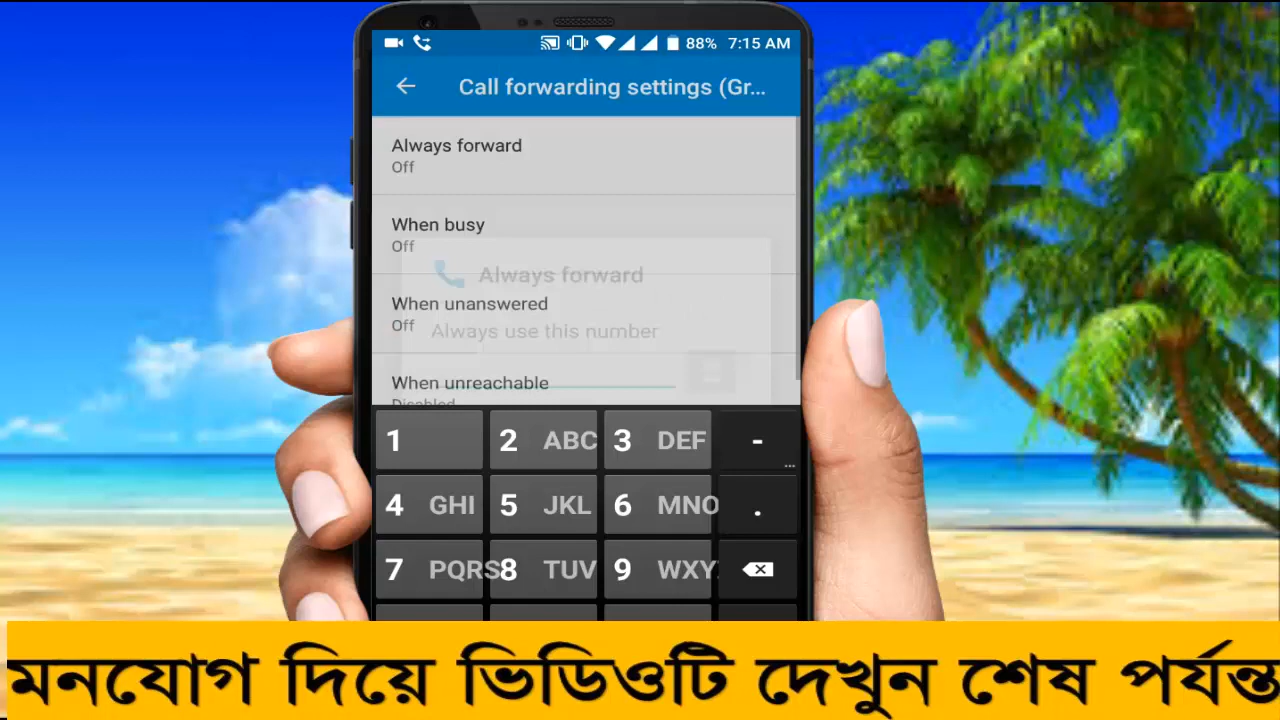 88% 7:15 AM
Call forwarding settings (Gr...
Always forward
Off
When busy
Off
Always forward
When unanswered
Off
Always use this number
When unreachable
Disabled
1 2 ABC 3 DEF -
...
4 GHI 5 JKL 6 MNO .
7 PQRS 8 TUV 9 WXY
মনযোগ দিয়ে ভিডিওটি দেখুন শেষ পর্যন্ত